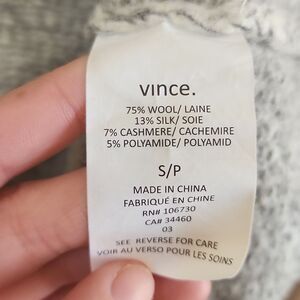 vince.
75% WOOL/ LAINE
13% SILK/ SOIE
7% CASHMERE/ CACHEMIRE
5% POLYAMIDE/ POLYAMID
S/P
MADE IN CHINA
FABRIQUÉ EN CHINE
RN# 106730
CA# 34460
03
SEE REVERSE FOR CARE
VOIR AU VERSO POUR LES SOINS